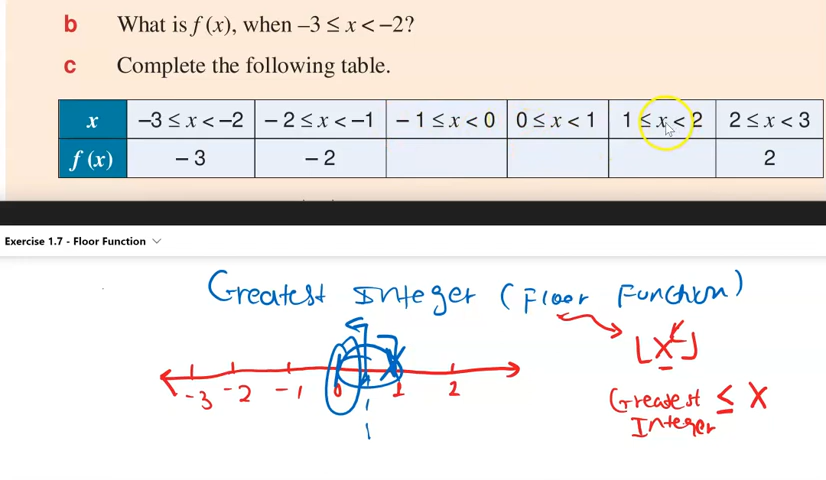 b What is f (x), when –3 ≤ x < –2?
c Complete the following table.
x –3 ≤ x < –2 – 2 ≤ x < –1 – 1 ≤ x < 0 0 ≤ x < 1 1 ≤ x < 2 2 ≤ x < 3
f (x) – 3 – 2 2
Exercise 1.7 - Floor Function
Greatest Integer (Floor Function)
⌊x⌋
-3 -2 -1 0 1 2
Greatest ≤ x
Integer